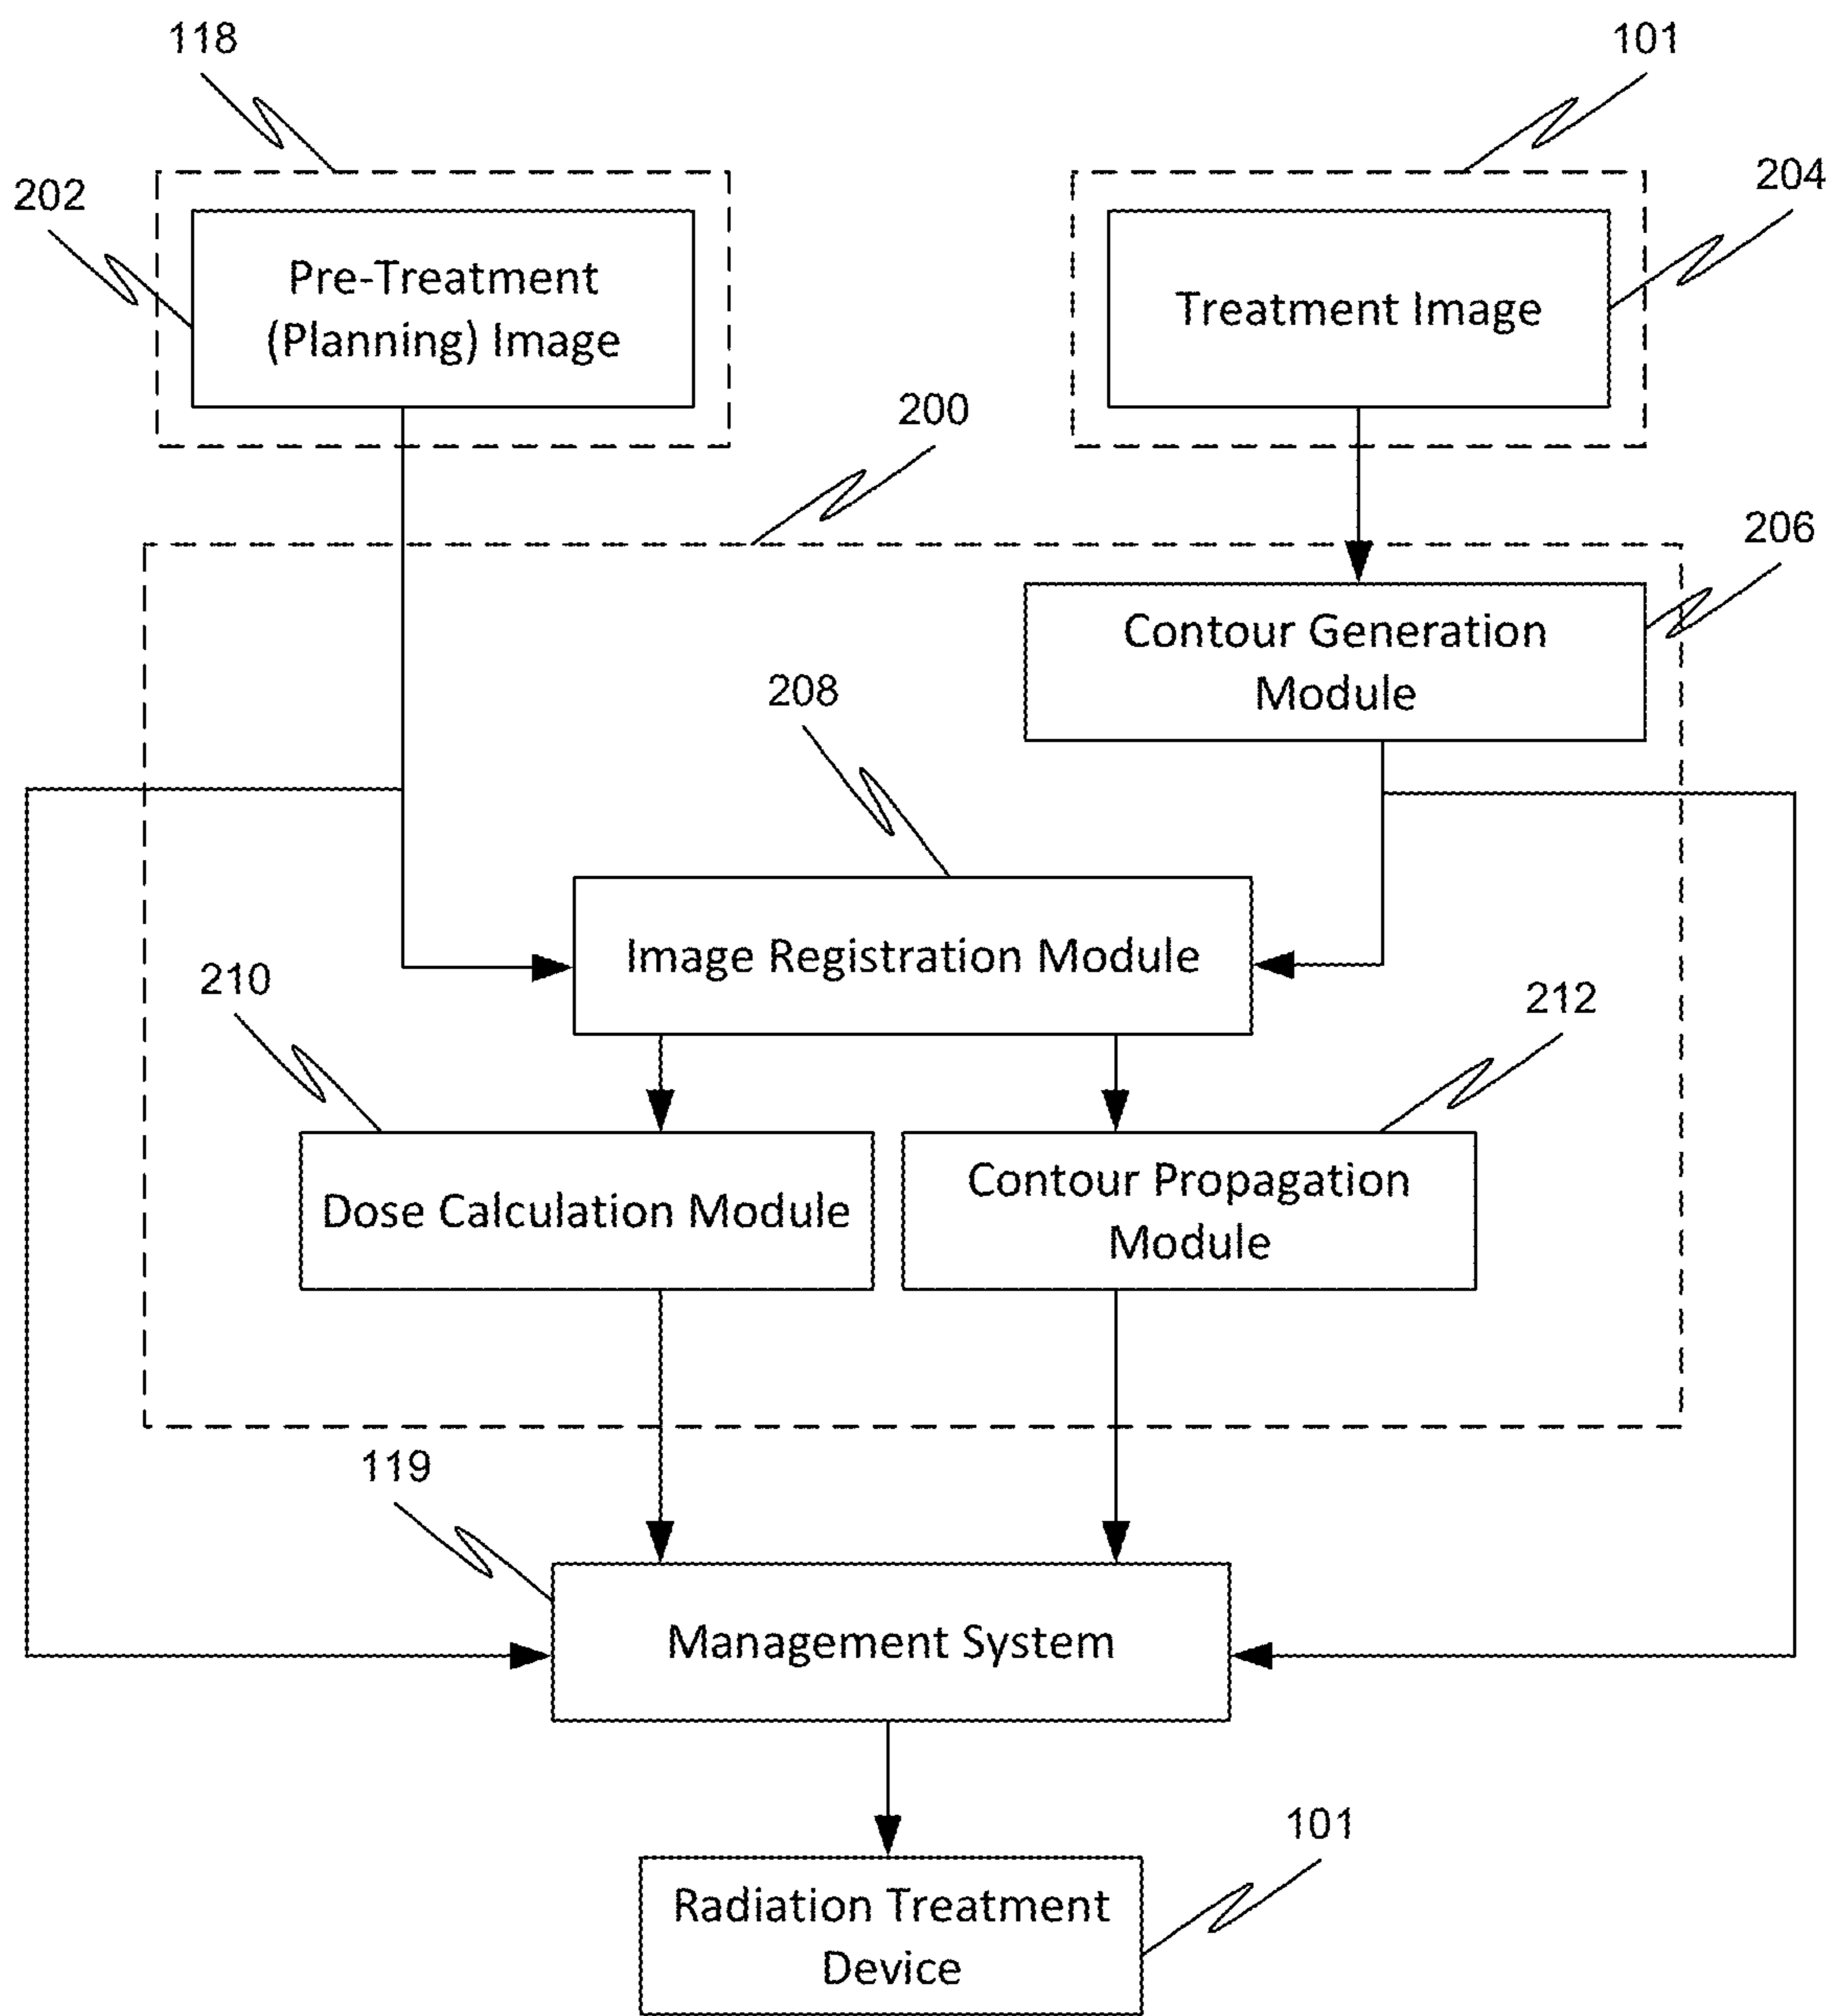 118
101
202
204
Pre-Treatment
(Planning) Image
Treatment Image
200
206
Contour Generation
Module
208
Image Registration Module
210
212
Dose Calculation Module
Contour Propagation
Module
119
Management System
101
Radiation Treatment
Device